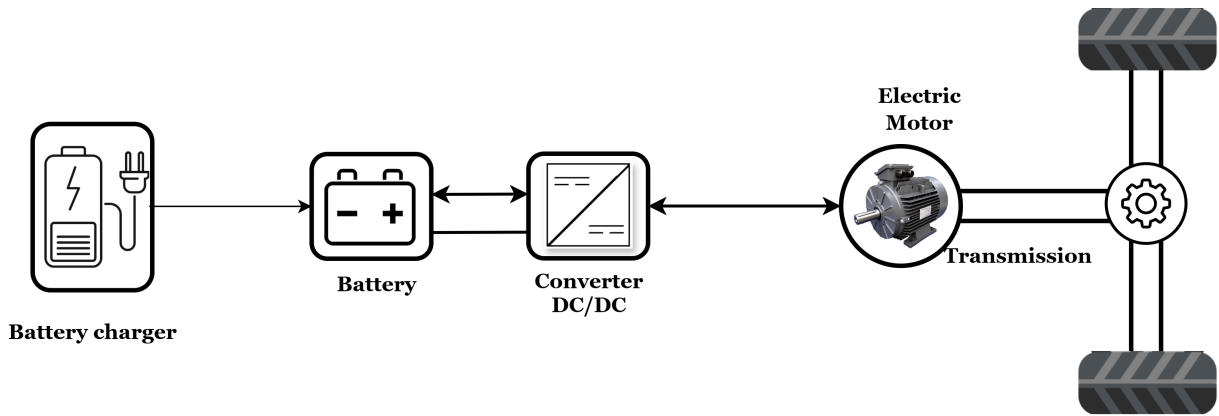 Electric
Motor
Transmission
Battery
Converter
DC/DC
Battery charger